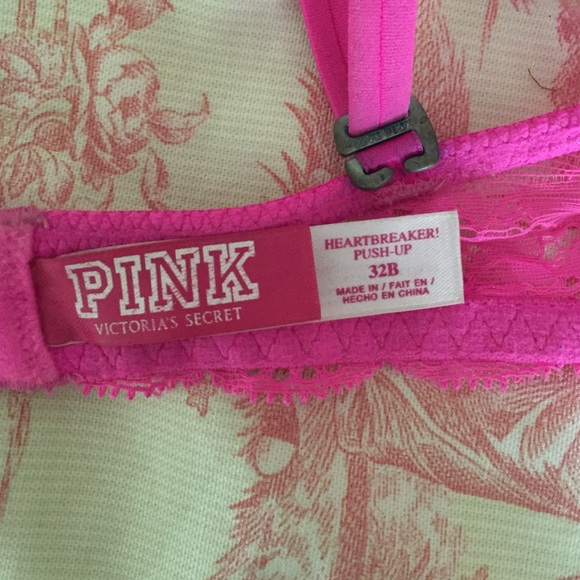 PINK
VICTORIA'S SECRET
HEARTBREAKER!
PUSH-UP
32B
MADE IN / FAIT EN /
HECHO EN CHINA